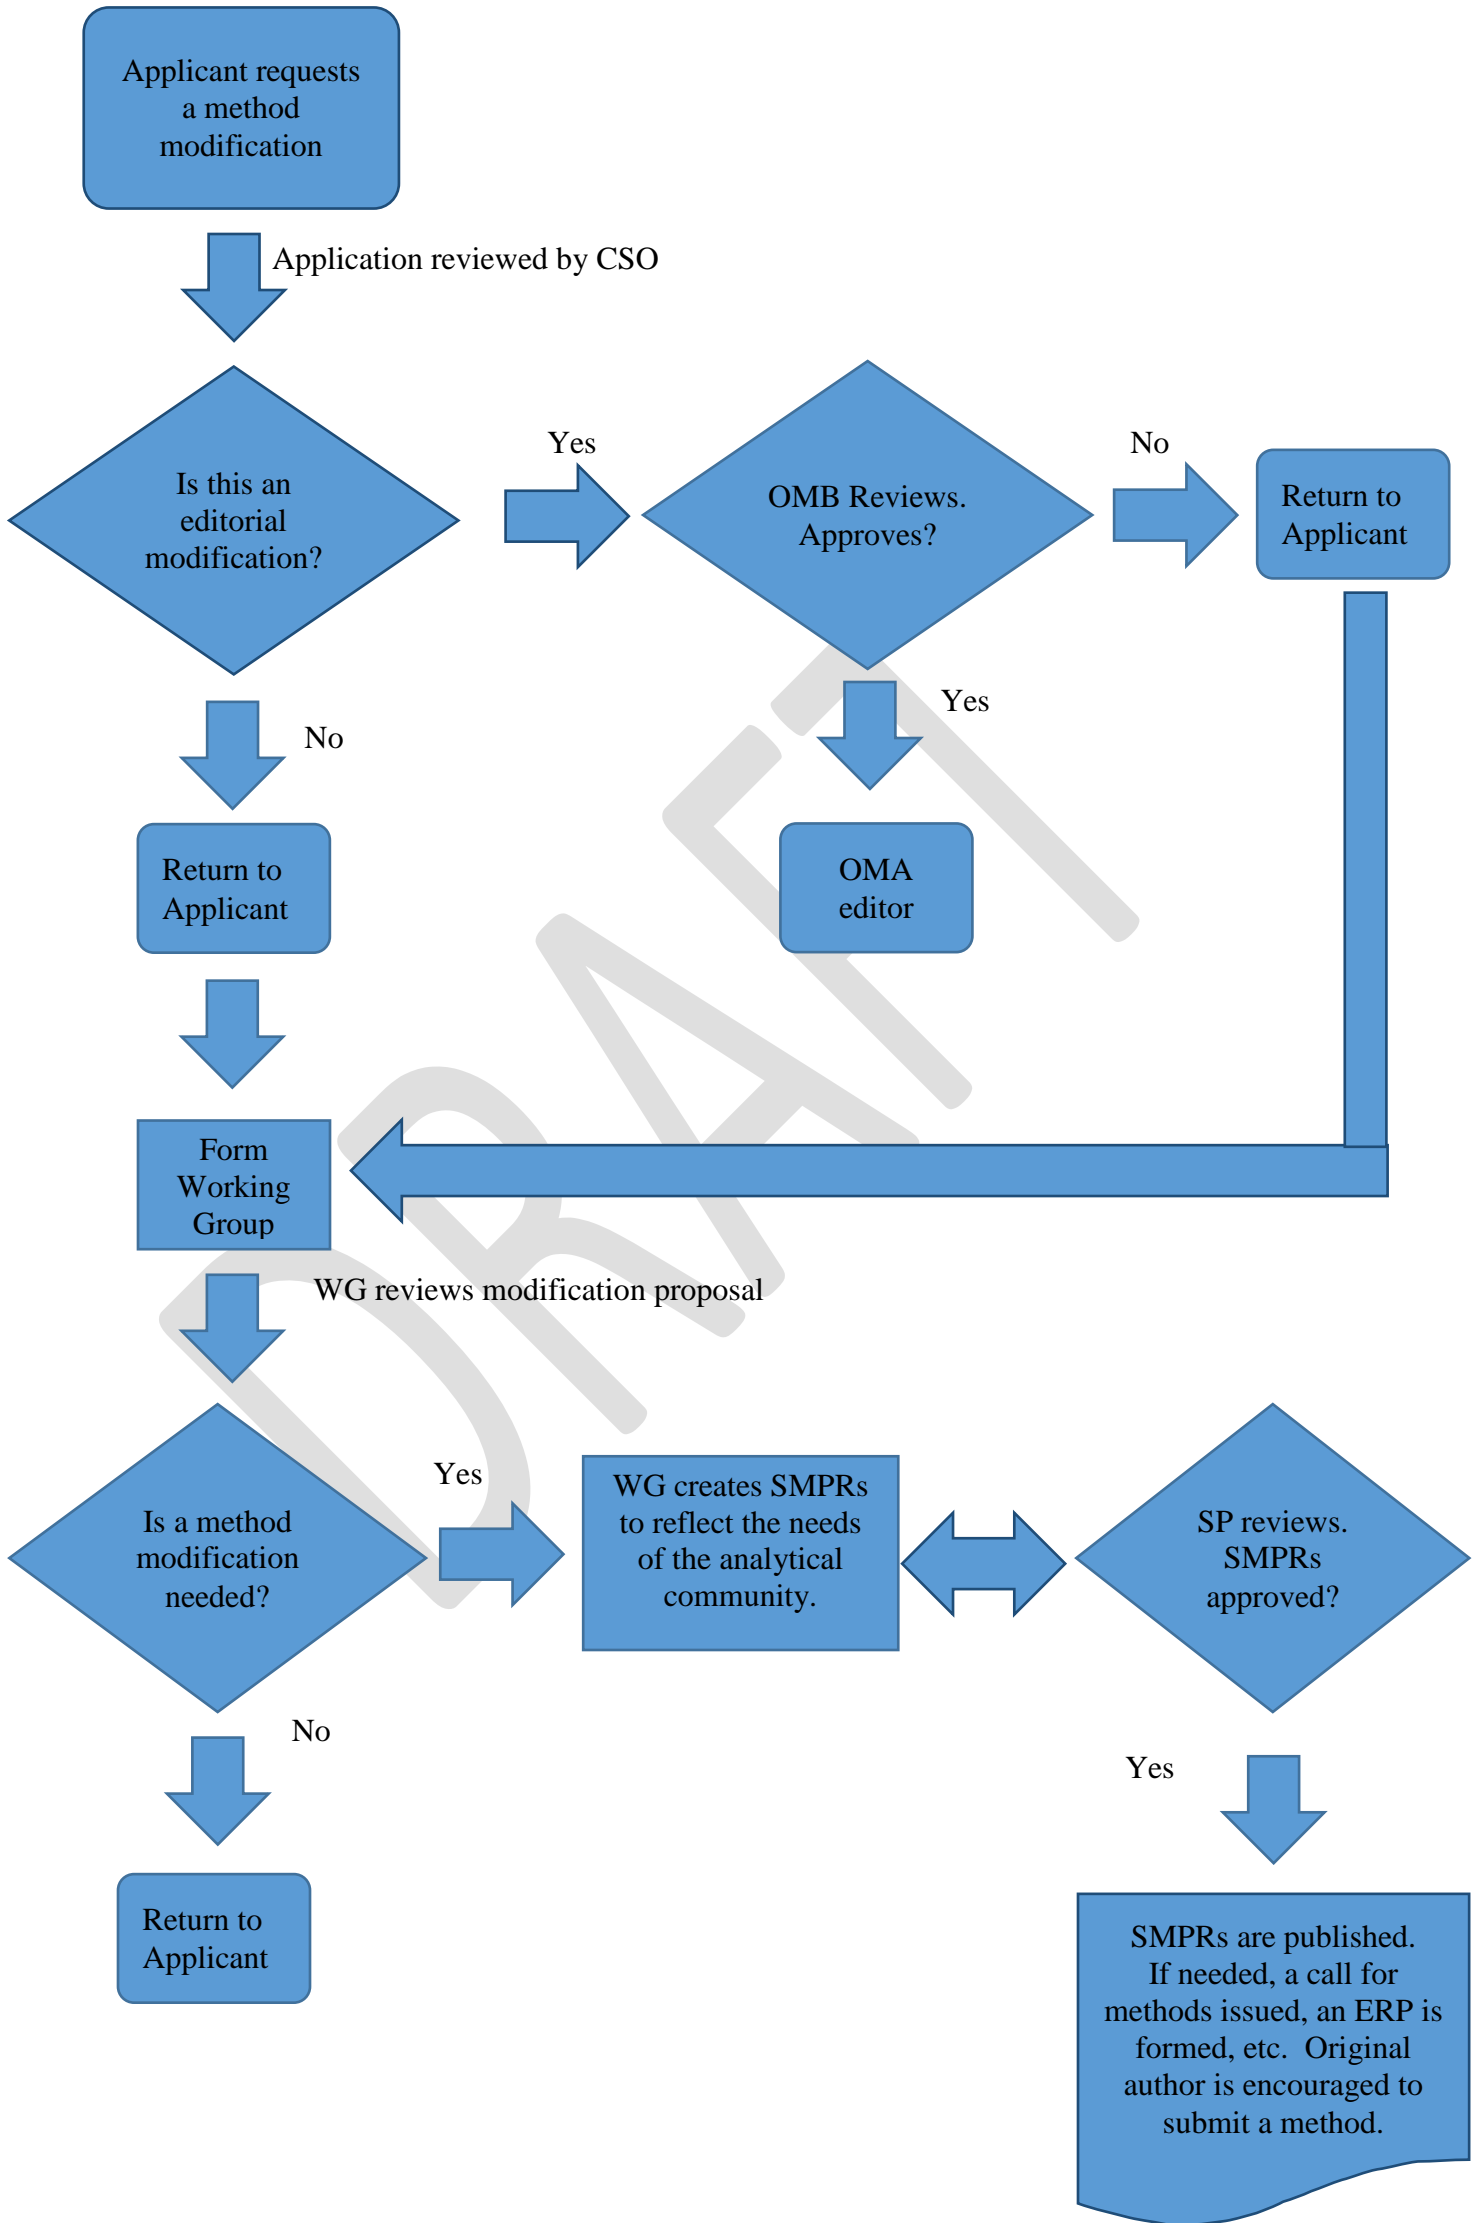 Applicant requests
a method
modification
Application reviewed by CSO
Is this an
editorial
modification?
Yes
OMB Reviews.
Approves?
No
Return to
Applicant
No
Yes
Return to
Applicant
OMA
editor
Form
Working
Group
WG reviews modification proposal
Is a method
modification
needed?
Yes
WG creates SMPRs
to reflect the needs
of the analytical
community.
SP reviews.
SMPRs
approved?
No
Yes
Return to
Applicant
SMPRs are published.
If needed, a call for
methods issued, an ERP is
formed, etc.  Original
author is encouraged to
submit a method.
DRAFT